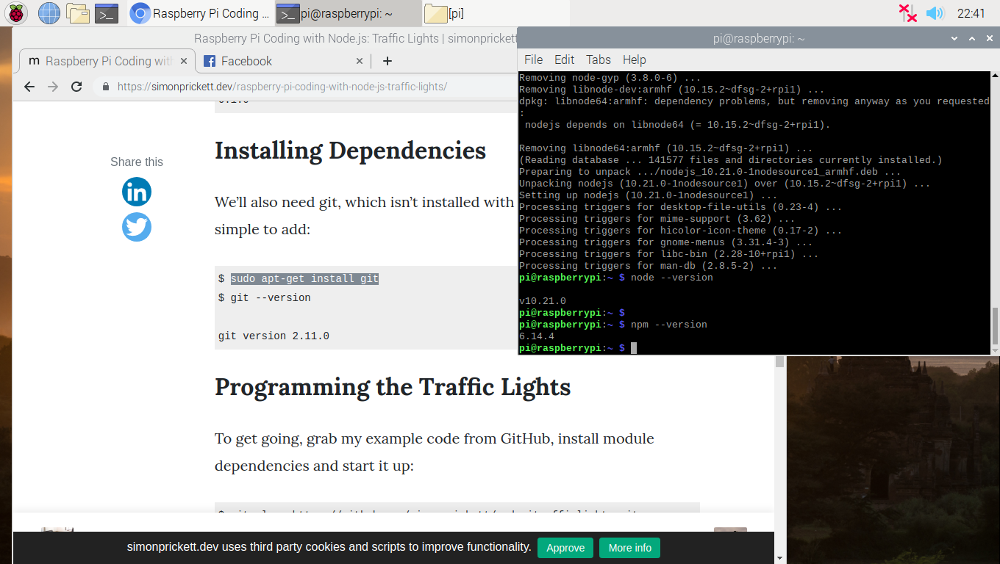 Raspberry Pi Coding ...
pi@raspberrypi: ~
[pi]
22:41
Raspberry Pi Coding with Node.js: Traffic Lights | simonprickett
m Raspberry Pi Coding wit
Facebook
https://simonprickett.dev/raspberry-pi-coding-with-node-js-traffic-lights/
Share this
Installing Dependencies
We’ll also need git, which isn’t installed with
simple to add:
$ sudo apt-get install git
$ git --version
git version 2.11.0
Programming the Traffic Lights
To get going, grab my example code from GitHub, install module
dependencies and start it up:
simonprickett.dev uses third party cookies and scripts to improve functionality.
Approve
More info
pi@raspberrypi: ~
File Edit Tabs Help
Removing node-gyp (3.8.0-6) ...
Removing libnode-dev:armhf (10.15.2~dfsg-2+rpi1) ...
dpkg: libnode64:armhf: dependency problems, but removing anyway as you requested
:
nodejs depends on libnode64 (= 10.15.2~dfsg-2+rpi1).
Removing libnode64:armhf (10.15.2~dfsg-2+rpi1) ...
(Reading database ... 141577 files and directories currently installed.)
Preparing to unpack .../nodejs_10.21.0-1nodesource1_armhf.deb ...
Unpacking nodejs (10.21.0-1nodesource1) over (10.15.2~dfsg-2+rpi1) ...
Setting up nodejs (10.21.0-1nodesource1) ...
Processing triggers for desktop-file-utils (0.23-4) ...
Processing triggers for mime-support (3.62) ...
Processing triggers for hicolor-icon-theme (0.17-2) ...
Processing triggers for gnome-menus (3.31.4-3) ...
Processing triggers for libc-bin (2.28-10+rpi1) ...
Processing triggers for man-db (2.8.5-2) ...
pi@raspberrypi:~ $ node --version
v10.21.0
pi@raspberrypi:~ $
pi@raspberrypi:~ $ npm --version
6.14.4
pi@raspberrypi:~ $